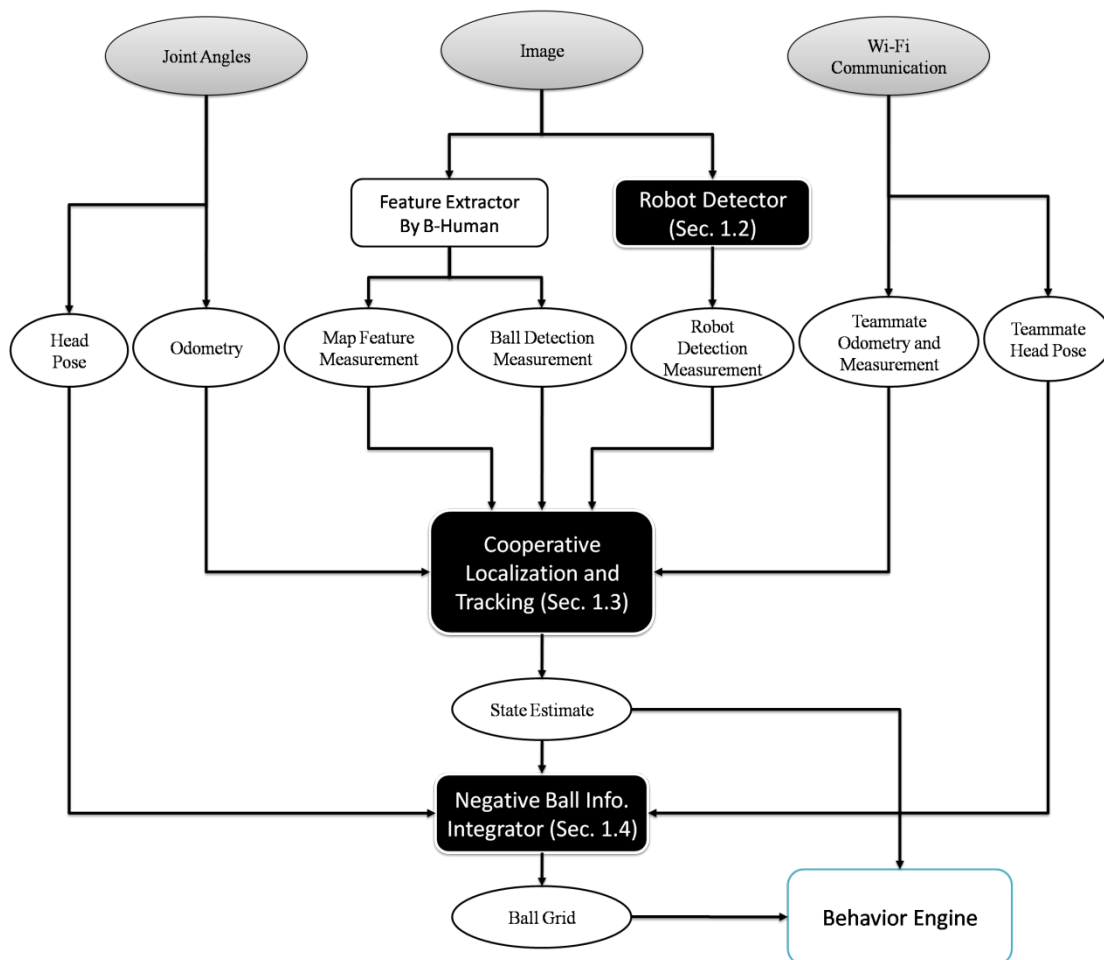 Joint Angles
Image
Wi-Fi
Communication
Feature Extractor
By B-Human
Robot Detector
(Sec. 1.2)
Head
Pose
Odometry
Map Feature
Measurement
Ball Detection
Measurement
Robot
Detection
Measurement
Teammate
Odometry and
Measurement
Teammate
Head Pose
Cooperative
Localization and
Tracking (Sec. 1.3)
State Estimate
Negative Ball Info.
Integrator (Sec. 1.4)
Ball Grid
Behavior Engine